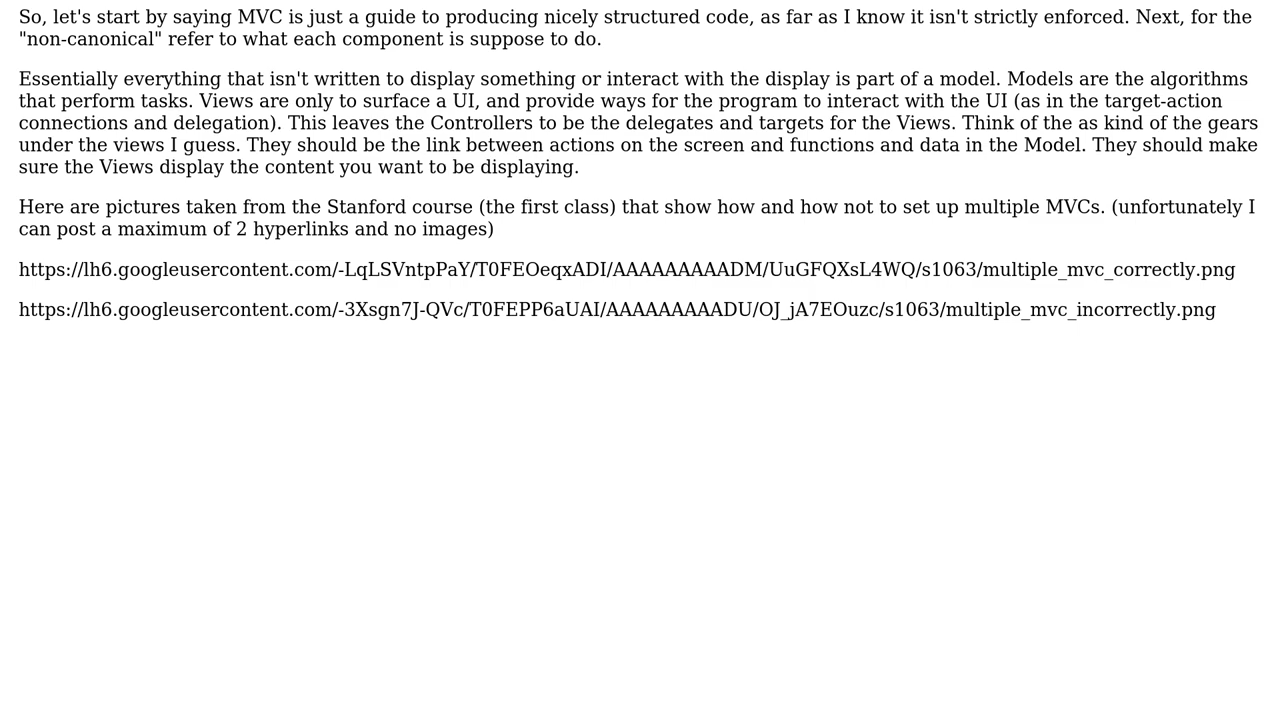 So, let's start by saying MVC is just a guide to producing nicely structured code, as far as I know it isn't strictly enforced. Next, for the
"non-canonical" refer to what each component is suppose to do.
Essentially everything that isn't written to display something or interact with the display is part of a model. Models are the algorithms
that perform tasks. Views are only to surface a UI, and provide ways for the program to interact with the UI (as in the target-action
connections and delegation). This leaves the Controllers to be the delegates and targets for the Views. Think of the as kind of the gears
under the views I guess. They should be the link between actions on the screen and functions and data in the Model. They should make
sure the Views display the content you want to be displaying.
Here are pictures taken from the Stanford course (the first class) that show how and how not to set up multiple MVCs. (unfortunately I
can post a maximum of 2 hyperlinks and no images)
https://lh6.googleusercontent.com/-LqLSVntpPaY/T0FEOeqxADI/AAAAAAAAADM/UuGFQXsL4WQ/s1063/multiple_mvc_correctly.png
https://lh6.googleusercontent.com/-3Xsgn7J-QVc/T0FEPP6aUAI/AAAAAAAAADU/OJ_jA7EOuzc/s1063/multiple_mvc_incorrectly.png